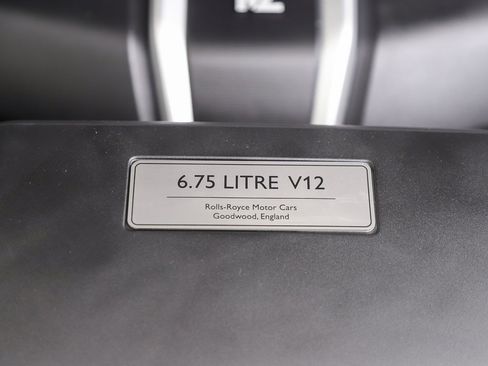 6.75 LITRE V12
Rolls-Royce Motor Cars
Goodwood, England